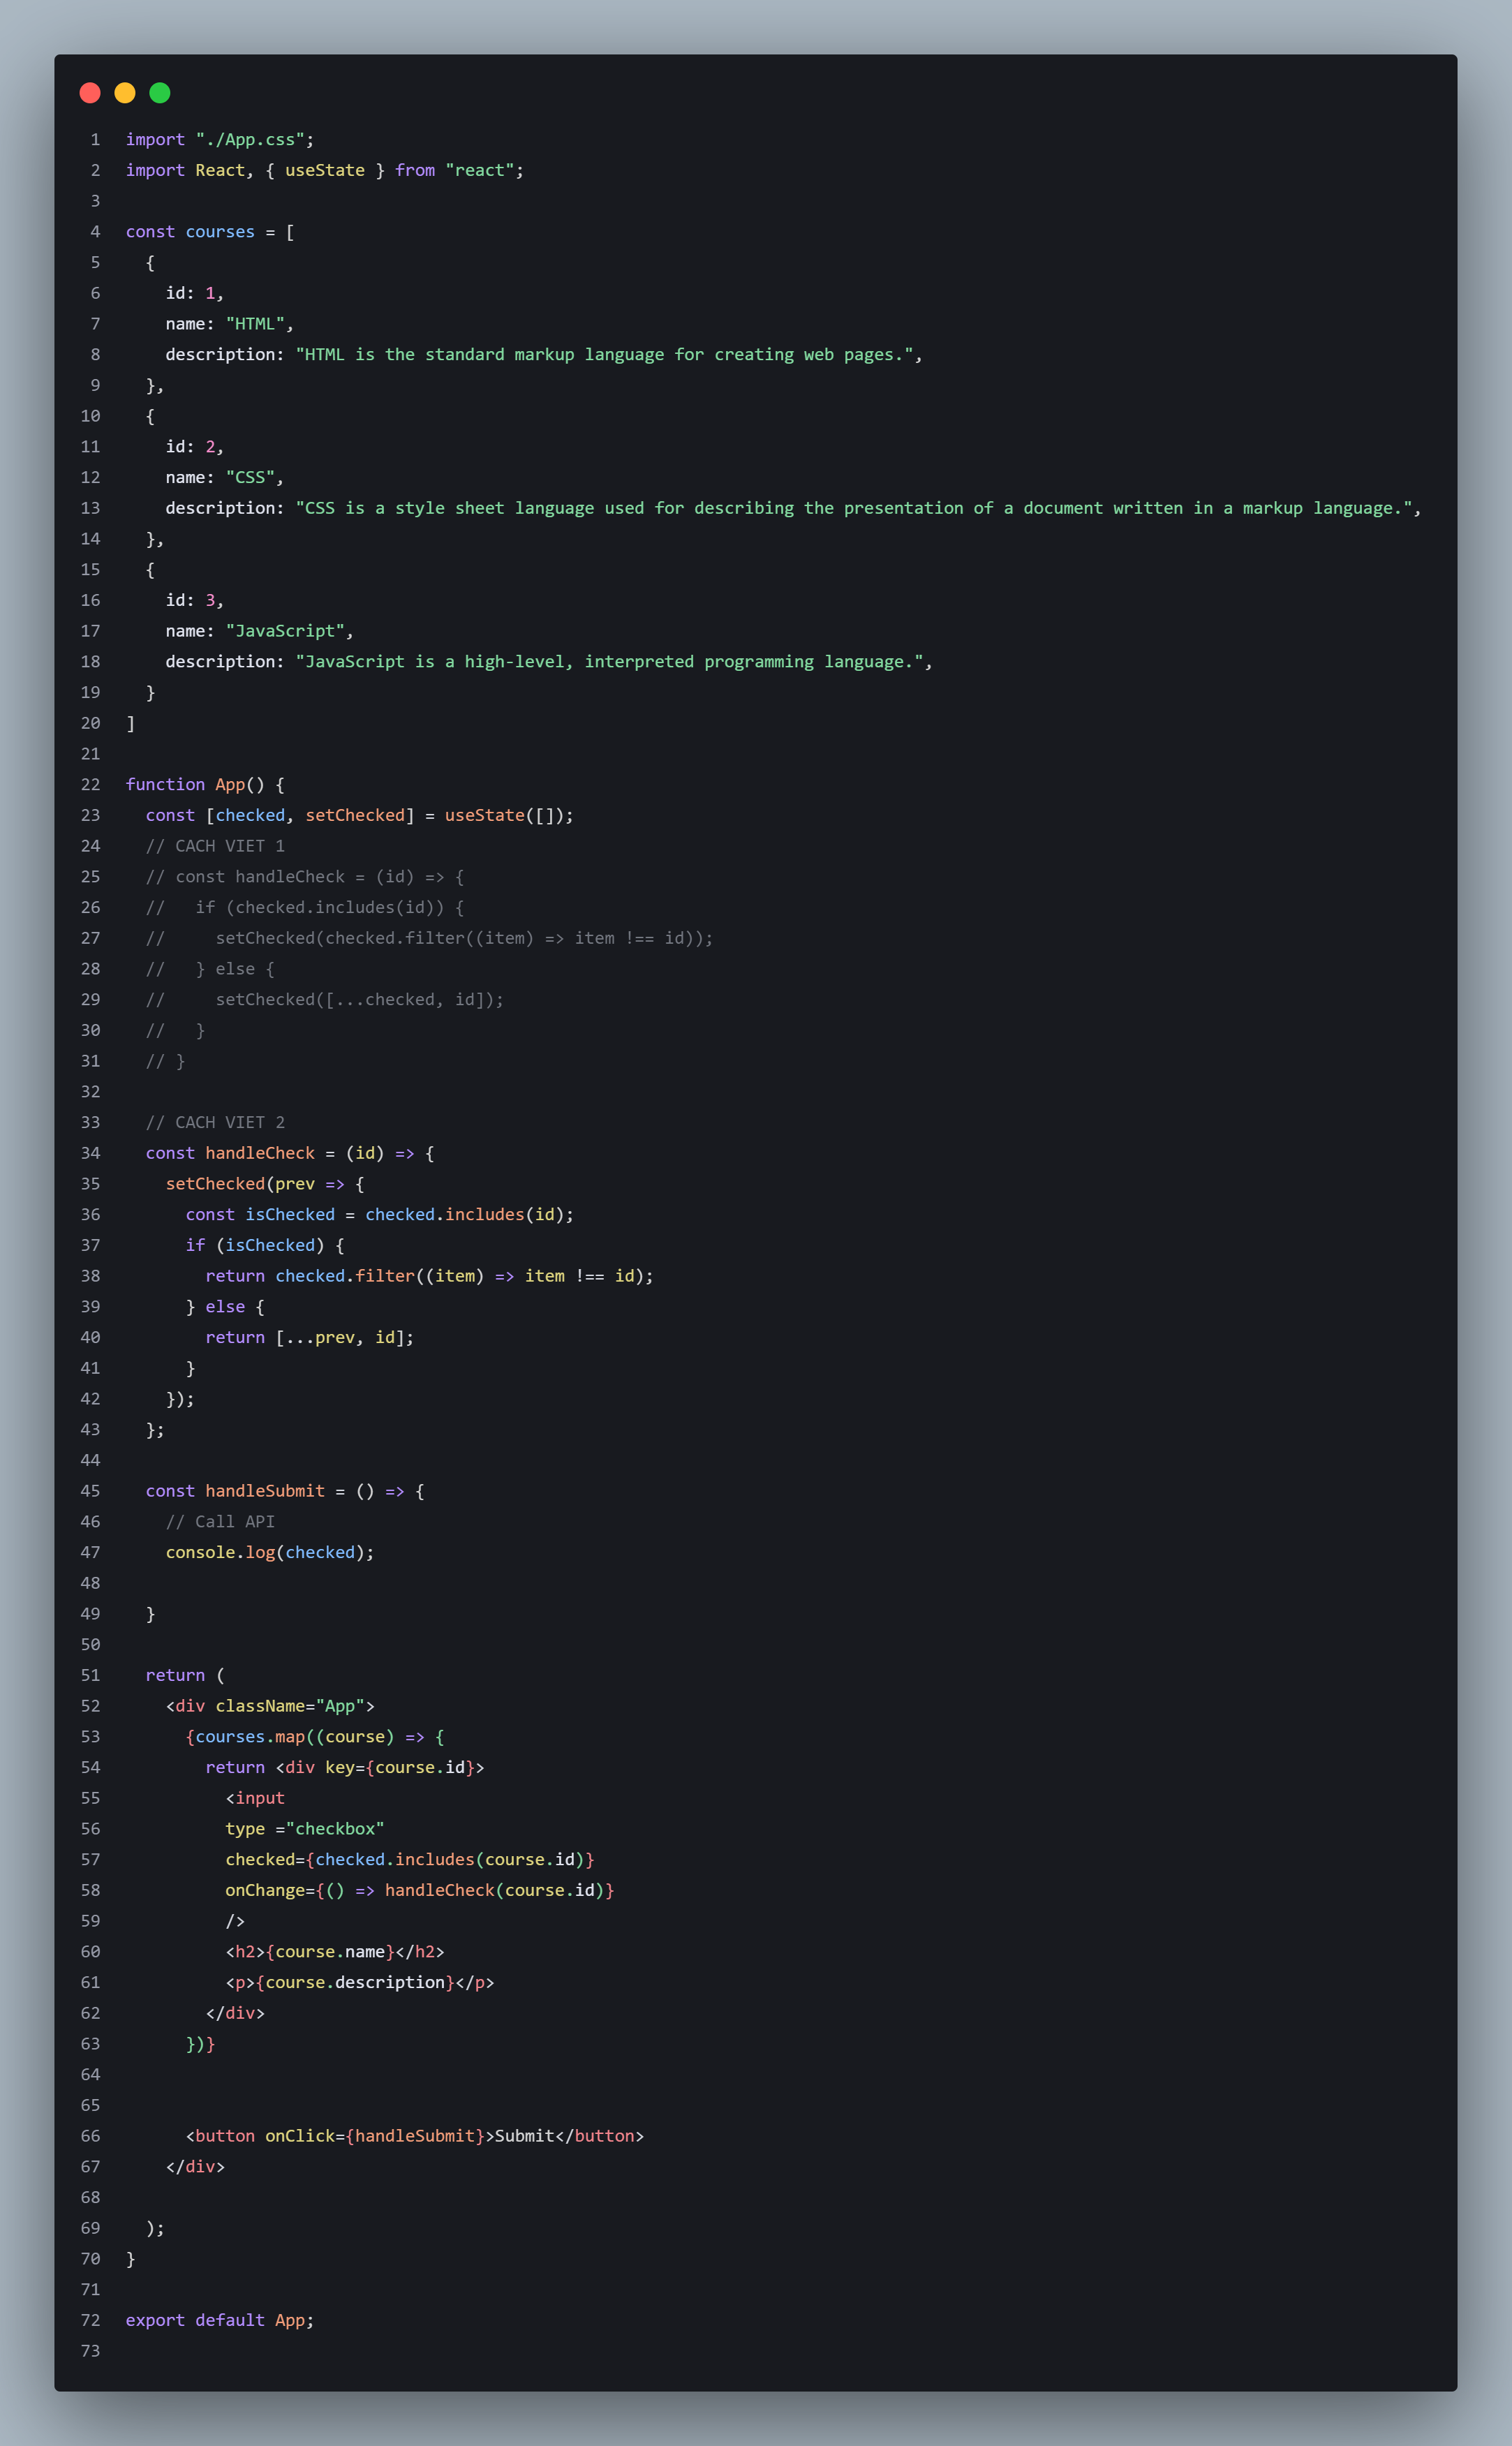 1 import "./App.css";
2 import React, { useState } from "react";
3
4 const courses = [
5   {
6     id: 1,
7     name: "HTML",
8     description: "HTML is the standard markup language for creating web pages.",
9   },
10   {
11     id: 2,
12     name: "CSS",
13     description: "CSS is a style sheet language used for describing the presentation of a document written in a markup language.",
14   },
15   {
16     id: 3,
17     name: "JavaScript",
18     description: "JavaScript is a high-level, interpreted programming language.",
19   }
20 ]
21
22 function App() {
23   const [checked, setChecked] = useState([]);
24   // CACH VIET 1
25   // const handleCheck = (id) => {
26   //   if (checked.includes(id)) {
27   //     setChecked(checked.filter((item) => item !== id));
28   //   } else {
29   //     setChecked([...checked, id]);
30   //   }
31   // }
32
33   // CACH VIET 2
34   const handleCheck = (id) => {
35     setChecked(prev => {
36       const isChecked = checked.includes(id);
37       if (isChecked) {
38         return checked.filter((item) => item !== id);
39       } else {
40         return [...prev, id];
41       }
42     });
43   };
44
45   const handleSubmit = () => {
46     // Call API
47     console.log(checked);
48
49   }
50
51   return (
52     <div className="App">
53       {courses.map((course) => {
54         return <div key={course.id}>
55           <input
56           type ="checkbox"
57           checked={checked.includes(course.id)}
58           onChange={() => handleCheck(course.id)}
59           />
60           <h2>{course.name}</h2>
61           <p>{course.description}</p>
62         </div>
63       })}
64
65
66       <button onClick={handleSubmit}>Submit</button>
67     </div>
68
69   );
70 }
71
72 export default App;
73